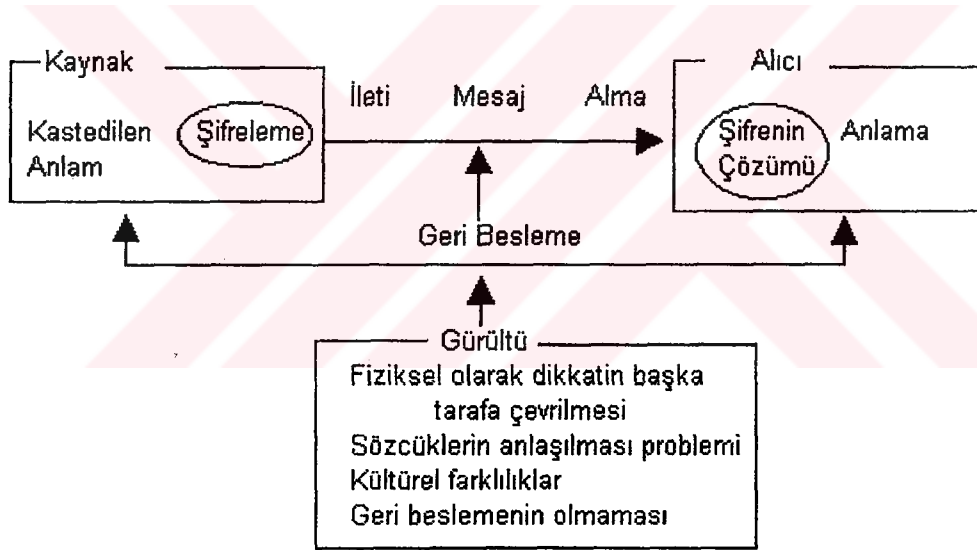 Kaynak
Kastedilen
Anlam
Şifreleme
İleti Mesaj Alma
Alıcı
Şifrenin
Çözümü
Anlama
Geri Besleme
Gürültü
Fiziksel olarak dikkatin başka
tarafa çevrilmesi
Sözcüklerin anlaşılması problemi
Kültürel farklılıklar
Geri beslemenin olmaması